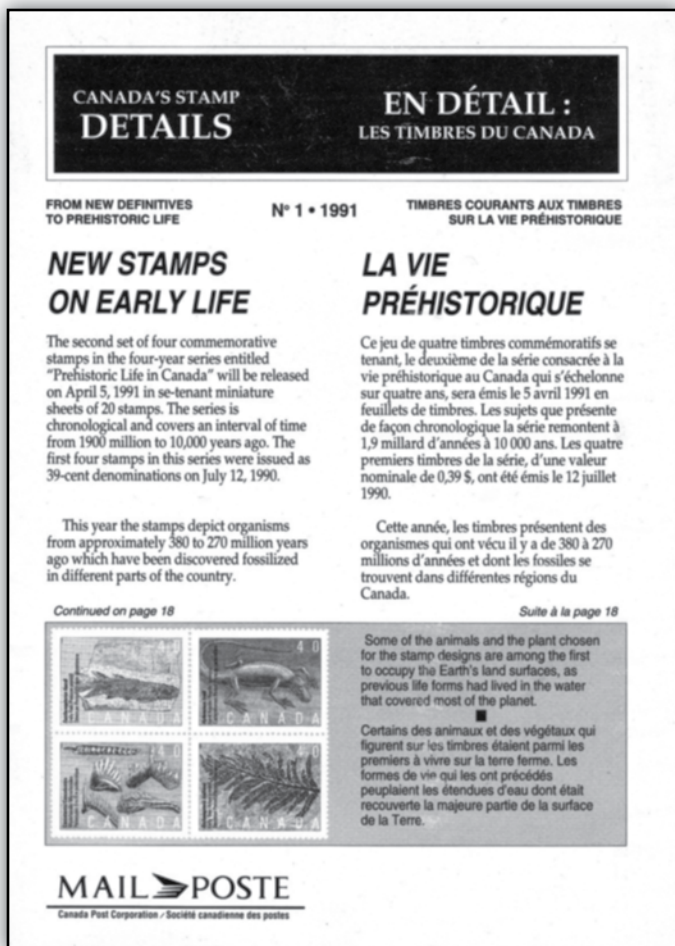 CANADA'S STAMP
DETAILS
EN DÉTAIL :
LES TIMBRES DU CANADA
FROM NEW DEFINITIVES
TO PREHISTORIC LIFE
N° 1 • 1991
TIMBRES COURANTS AUX TIMBRES
SUR LA VIE PRÉHISTORIQUE
NEW STAMPS
ON EARLY LIFE
The second set of four commemorative
stamps in the four-year series entitled
"Prehistoric Life in Canada" will be released
on April 5, 1991 in se-tenant miniature
sheets of 20 stamps. The series is
chronological and covers an interval of time
from 1900 million to 10,000 years ago. The
first four stamps in this series were issued as
39-cent denominations on July 12, 1990.
This year the stamps depict organisms
from approximately 380 to 270 million years
ago which have been discovered fossilized
in different parts of the country.
Continued on page 18
LA VIE
PRÉHISTORIQUE
Ce jeu de quatre timbres commémoratifs se
tenant, le deuxième de la série consacrée à la
vie préhistorique au Canada qui s'échelonne
sur quatre ans, sera émis le 5 avril 1991 en
feuillets de timbres. Les sujets que présente
de façon chronologique la série remontent à
1,9 millard d'années à 10 000 ans. Les quatre
premiers timbres de la série, d'une valeur
nominale de 0,39 $, ont été émis le 12 juillet
1990.
Cette année, les timbres présentent des
organismes qui ont vécu il y a de 380 à 270
millions d'années et dont les fossiles se
trouvent dans différentes régions du
Canada.
Suite à la page 18
40
CANADA
40
CANADA
40
CANADA
40
CANADA
Some of the animals and the plant chosen
for the stamp designs are among the first
to occupy the Earth's land surfaces, as
previous life forms had lived in the water
that covered most of the planet.
Certains des animaux et des végétaux qui
figurent sur les timbres étaient parmi les
premiers à vivre sur la terre ferme. Les
formes de vie qui les ont précédés
peuplaient les étendues d'eau dont était
recouverte la majeure partie de la surface
de la Terre.
MAIL POSTE
Canada Post Corporation / Société canadienne des postes